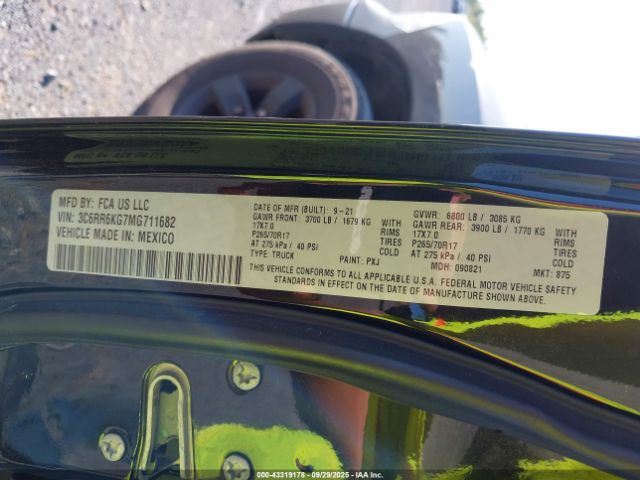 MFD BY: FCA US LLC
VIN: 3C6RR6KG7MG711682
VEHICLE MADE IN: MEXICO
DATE OF MFR (BUILT): 9-21 GVWR: 6800 LB / 3085 KG
GAWR FRONT: 3700 LB / 1679 KG WITH GAWR REAR: 3900 LB / 1770 KG WITH
17X7.0 RIMS 17X7.0 RIMS
P265/70R17 TIRES P265/70R17 TIRES
AT 275 kPa / 40 PSI COLD AT 275 kPa / 40 PSI COLD
TYPE: TRUCK PAINT: PXJ MDH: 090821 MKT: 875
THIS VEHICLE CONFORMS TO ALL APPLICABLE U.S.A. FEDERAL MOTOR VEHICLE SAFETY
STANDARDS IN EFFECT ON THE DATE OF MANUFACTURE SHOWN ABOVE.
000-43319178 - 09/29/2025 - IAA